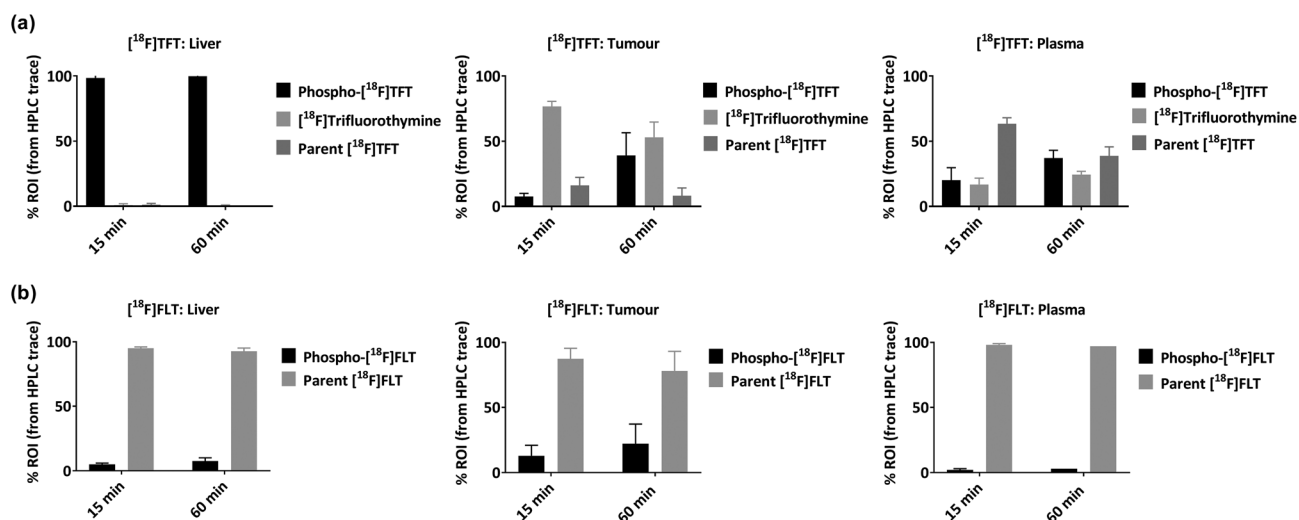 (a)
[¹⁸F]TFT: Liver
% ROI (from HPLC trace)
100
50
0
15 min
60 min
Phospho-[¹⁸F]TFT
[¹⁸F]Trifluorothymine
Parent [¹⁸F]TFT
[¹⁸F]TFT: Tumour
% ROI (from HPLC trace)
100
50
0
15 min
60 min
Phospho-[¹⁸F]TFT
[¹⁸F]Trifluorothymine
Parent [¹⁸F]TFT
[¹⁸F]TFT: Plasma
% ROI (from HPLC trace)
100
50
0
15 min
60 min
Phospho-[¹⁸F]TFT
[¹⁸F]Trifluorothymine
Parent [¹⁸F]TFT
(b)
[¹⁸F]FLT: Liver
% ROI (from HPLC trace)
100
50
0
15 min
60 min
Phospho-[¹⁸F]FLT
Parent [¹⁸F]FLT
[¹⁸F]FLT: Tumour
% ROI (from HPLC trace)
100
50
0
15 min
60 min
Phospho-[¹⁸F]FLT
Parent [¹⁸F]FLT
[¹⁸F]FLT: Plasma
% ROI (from HPLC trace)
100
50
0
15 min
60 min
Phospho-[¹⁸F]FLT
Parent [¹⁸F]FLT